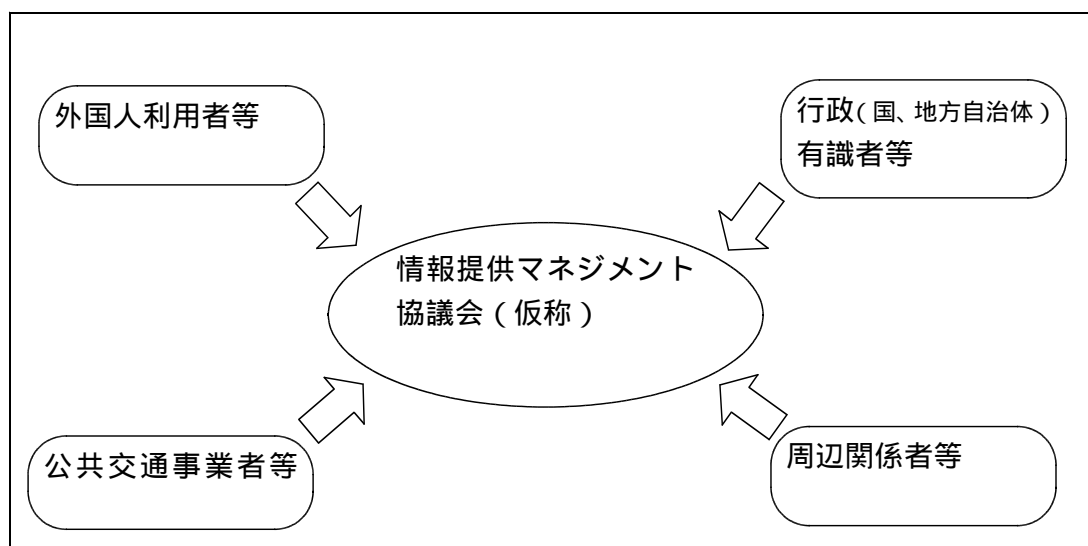 外国人利用者等
行政(国、地方自治体)
有識者等
情報提供マネジメント
協議会(仮称)
公共交通事業者等
周辺関係者等